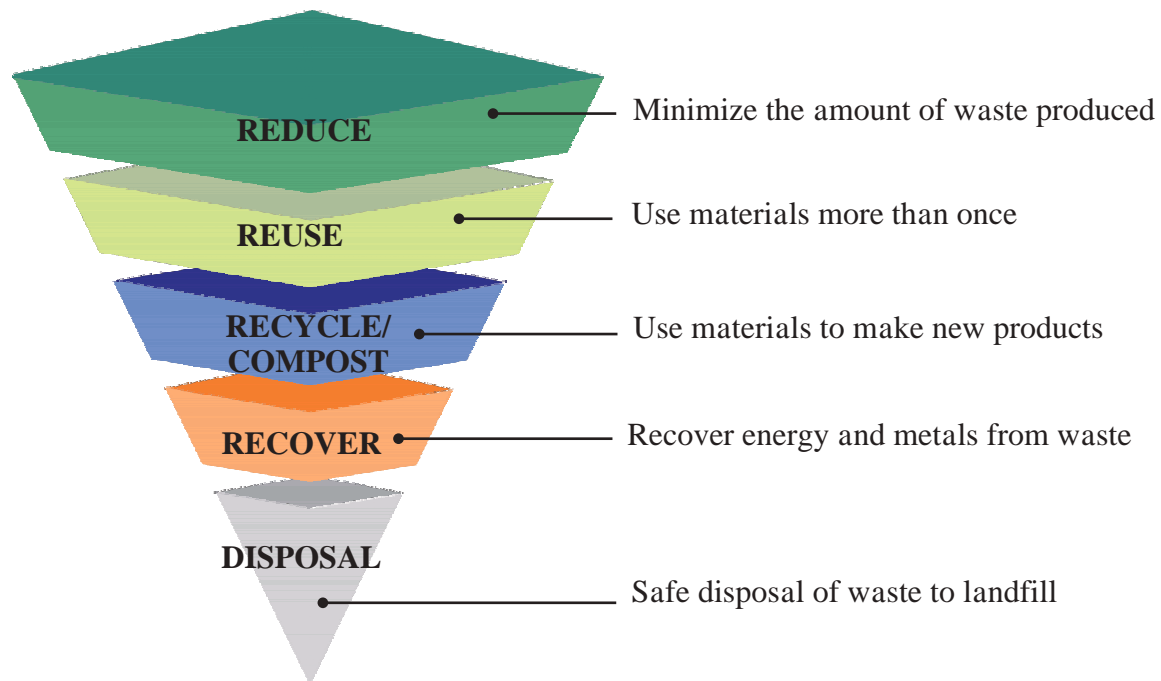 REDUCE
Minimize the amount of waste produced
REUSE
Use materials more than once
RECYCLE/
COMPOST
Use materials to make new products
RECOVER
Recover energy and metals from waste
DISPOSAL
Safe disposal of waste to landfill